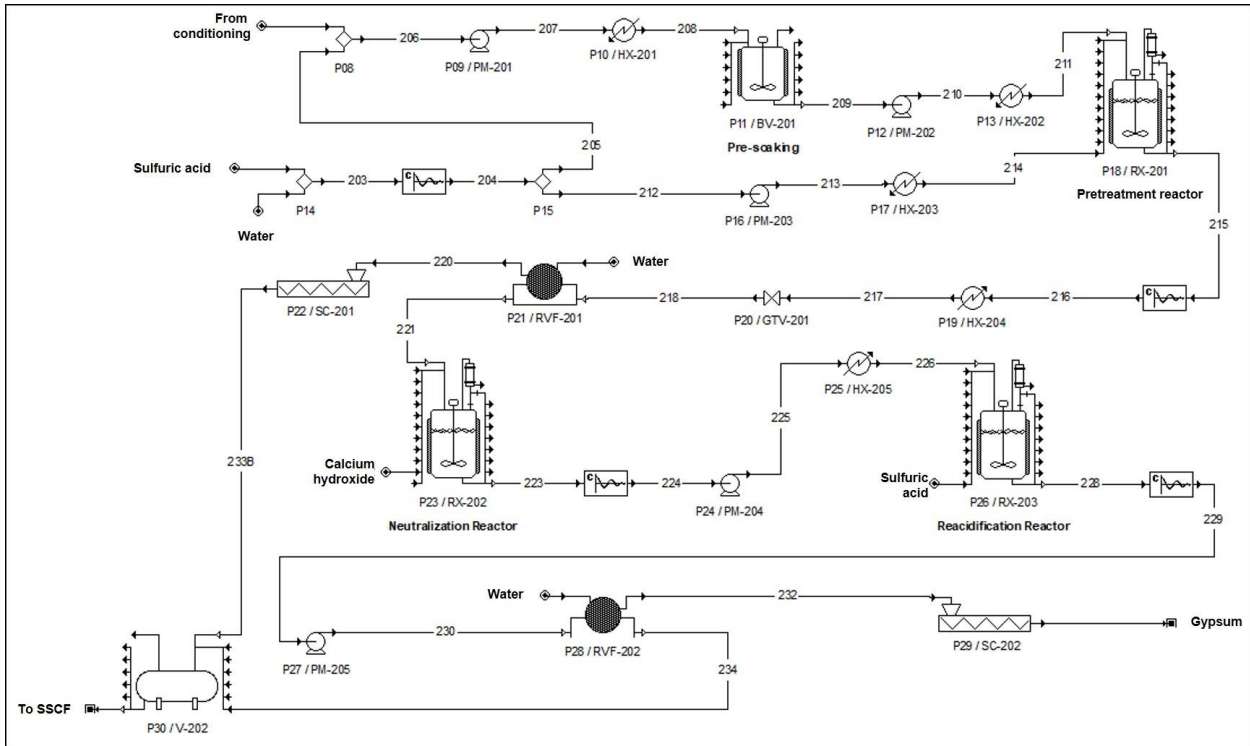 From
conditioning
206
207
208
P08
P09 / PM-201
P10 / HX-201
P11 / BV-201
Pre-soaking
209
210
211
P12 / PM-202
P13 / HX-202
P18 / RX-201
Pretreatment reactor
Sulfuric acid
Water
P14
203
C
204
P15
205
212
213
214
P16 / PM-203
P17 / HX-203
215
C
216
P19 / HX-204
217
P20 / GTV-201
218
Water
P21 / RVF-201
220
P22 / SC-201
221
Calcium
hydroxide
P23 / RX-202
Neutralization Reactor
223
C
224
P24 / PM-204
225
P25 / HX-205
226
Sulfuric
acid
P26 / RX-203
Reacidification Reactor
228
C
229
233B
P27 / PM-205
230
Water
P28 / RVF-202
232
P29 / SC-202
Gypsum
234
To SSCF
P30 / V-202